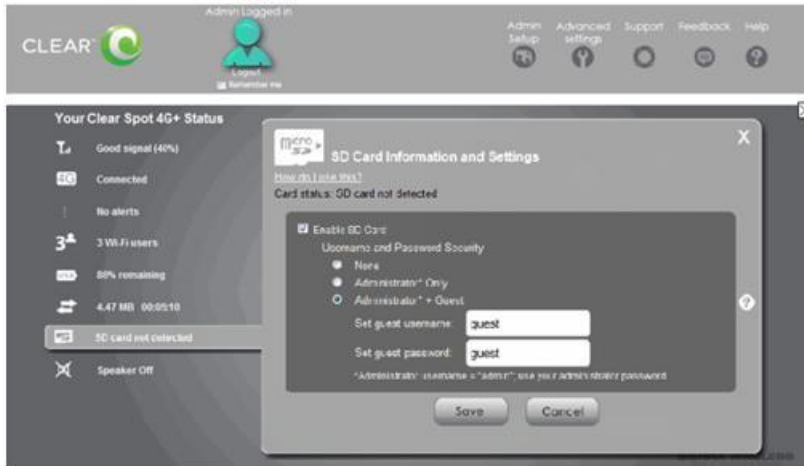 CLEAR
Admin Logged in
Logout
Remember me
Admin Setup
Advanced settings
Support
Feedback
Help
Your Clear Spot 4G+ Status
Good signal (40%)
4G
Connected
No alerts
3
3 Wi-Fi users
88% remaining
4.47 MB 00:05:10
SD card not detected
Speaker Off
micro SD
SD Card Information and Settings
X
How do I use this?
Card status: SD card not detected
Enable SD Card
Username and Password Security
None
Administrator* Only
Administrator* + Guest
Set guest username: guest
Set guest password: guest
*Administrator username = "admin"; use your administrator password
Save
Cancel
?